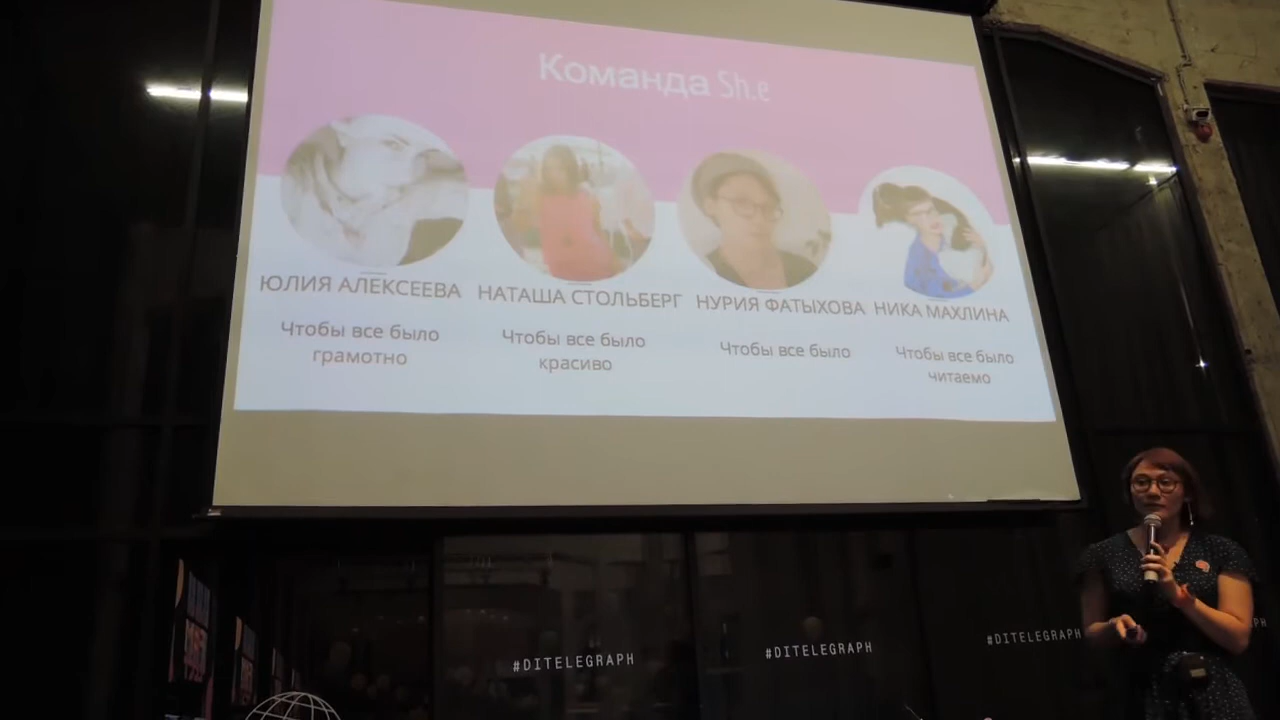 Команда Sh.e
ЮЛИЯ АЛЕКСЕЕВА
Чтобы все было
грамотно
НАТАША СТОЛЬБЕРГ
Чтобы все было
красиво
НУРИЯ ФАТЫХОВА
Чтобы все было
НИКА МАХЛИНА
Чтобы все было
читаемо
#DITELEGRAPH
#DITELEGRAPH
#DITELEGRAPH